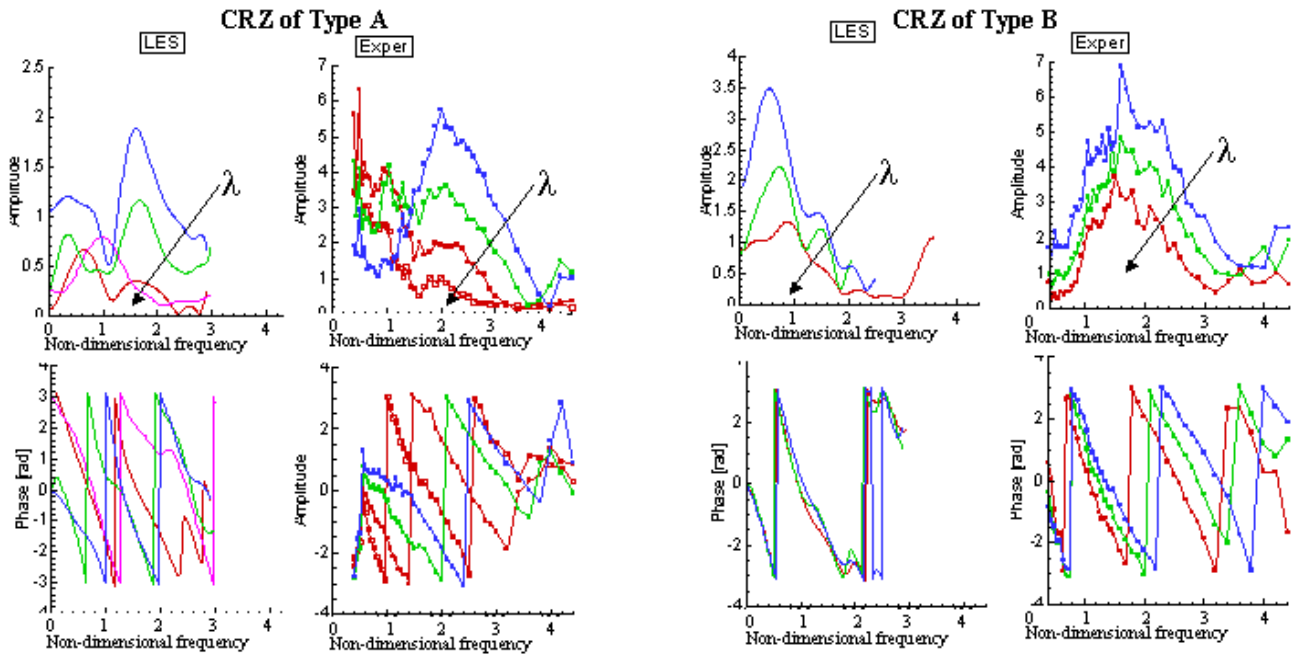 CRZ of Type A
LES
Amplitude
2.5
2
1.5
1
0.5
0
λ
0 1 2 3 4
Non-dimensional frequency
Exper
Amplitude
7
6
5
4
3
2
1
0
λ
0 1 2 3 4
Non-dimensional frequency
Phase [rad]
4
3
2
1
0
-1
-2
-3
-4
0 1 2 3 4
Non-dimensional frequency
Amplitude
4
2
0
-2
-4
0 1 2 3 4
Non-dimensional frequency
CRZ of Type B
LES
Amplitude
4
3.5
3
2.5
2
1.5
1
0.5
0
λ
0 1 2 3 4
Non-dimensional frequency
Exper
Amplitude
7
6
5
4
3
2
1
0
λ
0 1 2 3 4
Non-dimensional frequency
Phase [rad]
4
2
0
-2
-4
0 1 2 3 4
Non-dimensional frequency
Phase [rad]
4
2
0
-2
-4
0 1 2 3 4
Non-dimensional frequency